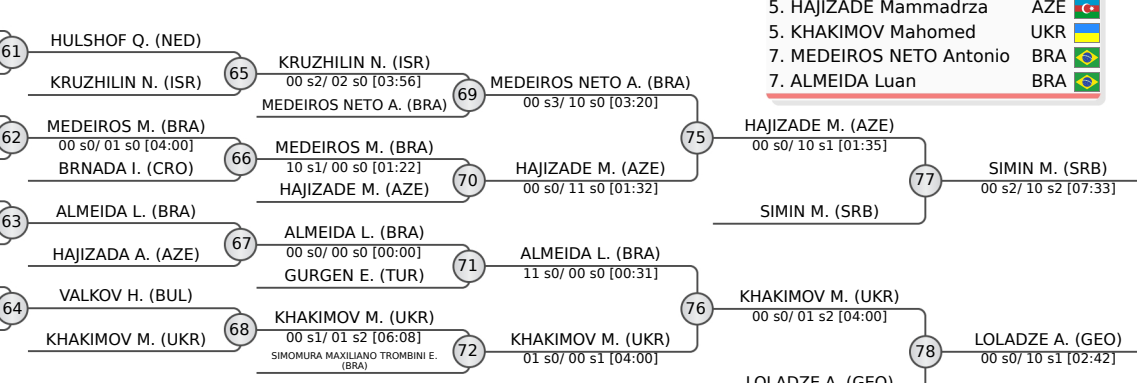 5. HAJIZADE Mammadrza AZE
5. KHAKIMOV Mahomed UKR
7. MEDEIROS NETO Antonio BRA
7. ALMEIDA Luan BRA
61
HULSHOF Q. (NED)
KRUZHILIN N. (ISR)
65
62
MEDEIROS M. (BRA)
00 s0/ 01 s0 [04:00]
BRNADA I. (CRO)
66
63
ALMEIDA L. (BRA)
HAJIZADA A. (AZE)
67
64
VALKOV H. (BUL)
KHAKIMOV M. (UKR)
68
KRUZHILIN N. (ISR)
00 s2/ 02 s0 [03:56]
MEDEIROS NETO A. (BRA)
69
MEDEIROS M. (BRA)
10 s1/ 00 s0 [01:22]
HAJIZADE M. (AZE)
70
ALMEIDA L. (BRA)
00 s0/ 00 s0 [00:00]
GURGEN E. (TUR)
71
KHAKIMOV M. (UKR)
00 s1/ 01 s2 [06:08]
SIMOMURA MAXILIANO TROMBINI E.
(BRA)
72
MEDEIROS NETO A. (BRA)
00 s3/ 10 s0 [03:20]
HAJIZADE M. (AZE)
00 s0/ 11 s0 [01:32]
75
ALMEIDA L. (BRA)
11 s0/ 00 s0 [00:31]
KHAKIMOV M. (UKR)
01 s0/ 00 s1 [04:00]
76
HAJIZADE M. (AZE)
00 s0/ 10 s1 [01:35]
SIMIN M. (SRB)
77
KHAKIMOV M. (UKR)
00 s0/ 01 s2 [04:00]
LOLADZE A. (GEO)
78
SIMIN M. (SRB)
00 s2/ 10 s2 [07:33]
LOLADZE A. (GEO)
00 s0/ 10 s1 [02:42]